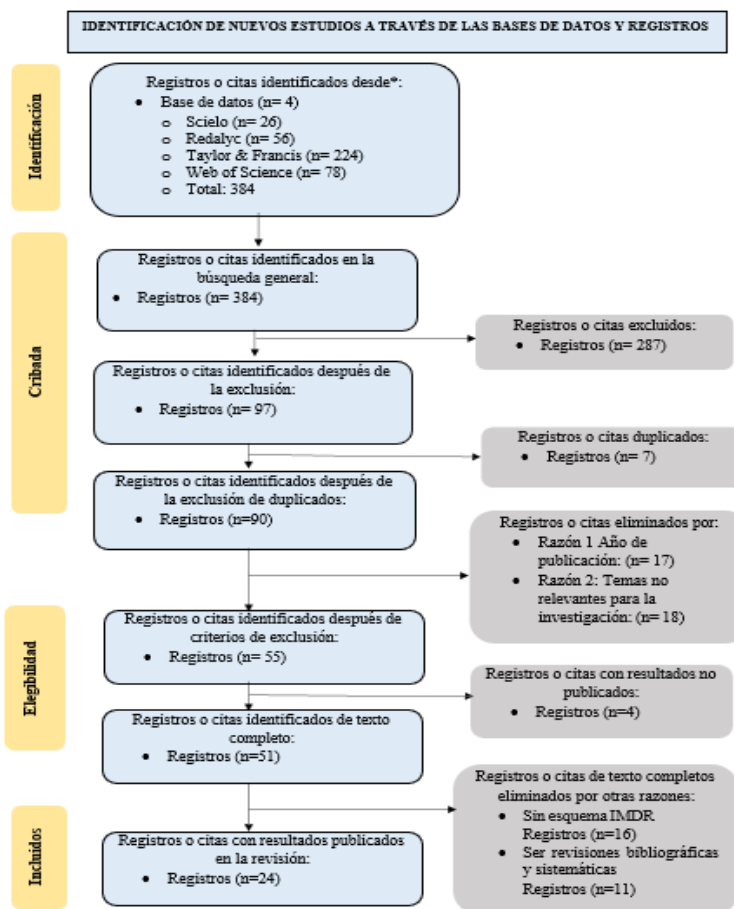 IDENTIFICACIÓN DE NUEVOS ESTUDIOS A TRAVÉS DE LAS BASES DE DATOS Y REGISTROS
Identificación
Registros o citas identificados desde*:
• Base de datos (n= 4)
o Scielo (n= 26)
o Redalyc (n= 56)
o Taylor & Francis (n= 224)
o Web of Science (n= 78)
o Total: 384
Cribada
Registros o citas identificados en la
búsqueda general:
• Registros (n= 384)
Registros o citas excluidos:
• Registros (n= 287)
Registros o citas identificados después de
la exclusión:
• Registros (n= 97)
Registros o citas duplicados:
• Registros (n= 7)
Registros o citas identificados después de
la exclusión de duplicados:
• Registros (n=90)
Registros o citas eliminados por:
• Razón 1 Año de
publicación: (n= 17)
• Razón 2: Temas no
relevantes para la
investigación: (n= 18)
Elegibilidad
Registros o citas identificados después de
criterios de exclusión:
• Registros (n= 55)
Registros o citas con resultados no
publicados:
• Registros (n=4)
Registros o citas identificados de texto
completo:
• Registros (n=51)
Registros o citas de texto completos
eliminados por otras razones:
• Sin esquema IMDR
Registros (n=16)
• Ser revisiones bibliográficas
y sistemáticas
Registros (n=11)
Incluidos
Registros o citas con resultados publicados
en la revisión:
• Registros (n=24)